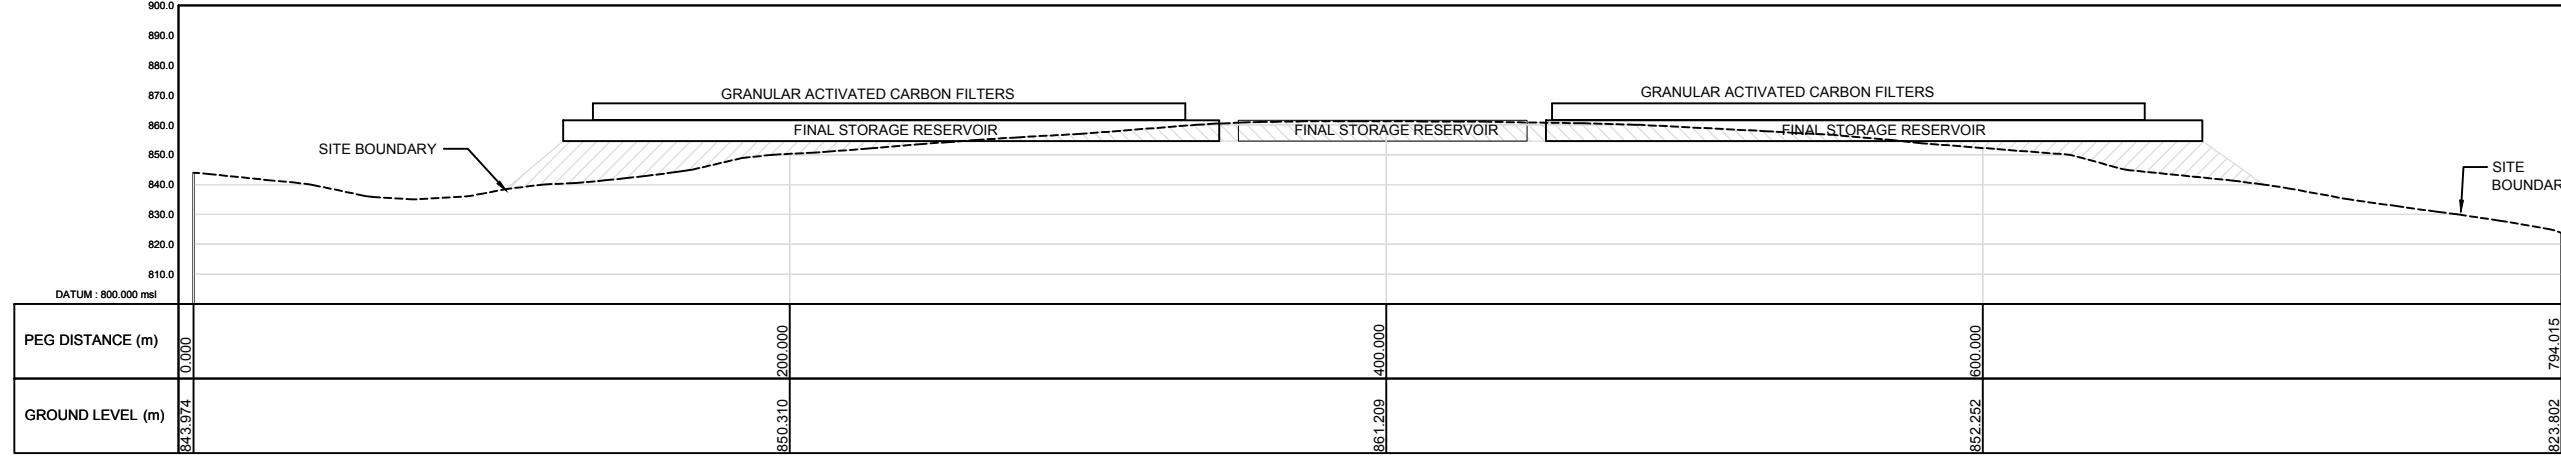 900.0
890.0
880.0
870.0
860.0
850.0
840.0
830.0
820.0
810.0
DATUM : 800.000 msl
GRANULAR ACTIVATED CARBON FILTERS
GRANULAR ACTIVATED CARBON FILTERS
FINAL STORAGE RESERVOIR
FINAL STORAGE RESERVOIR
FINAL STORAGE RESERVOIR
SITE BOUNDARY
SITE
BOUNDAR
PEG DISTANCE (m)
0.000
200.000
400.000
600.000
794.015
GROUND LEVEL (m)
843.974
850.310
861.209
852.252
823.802